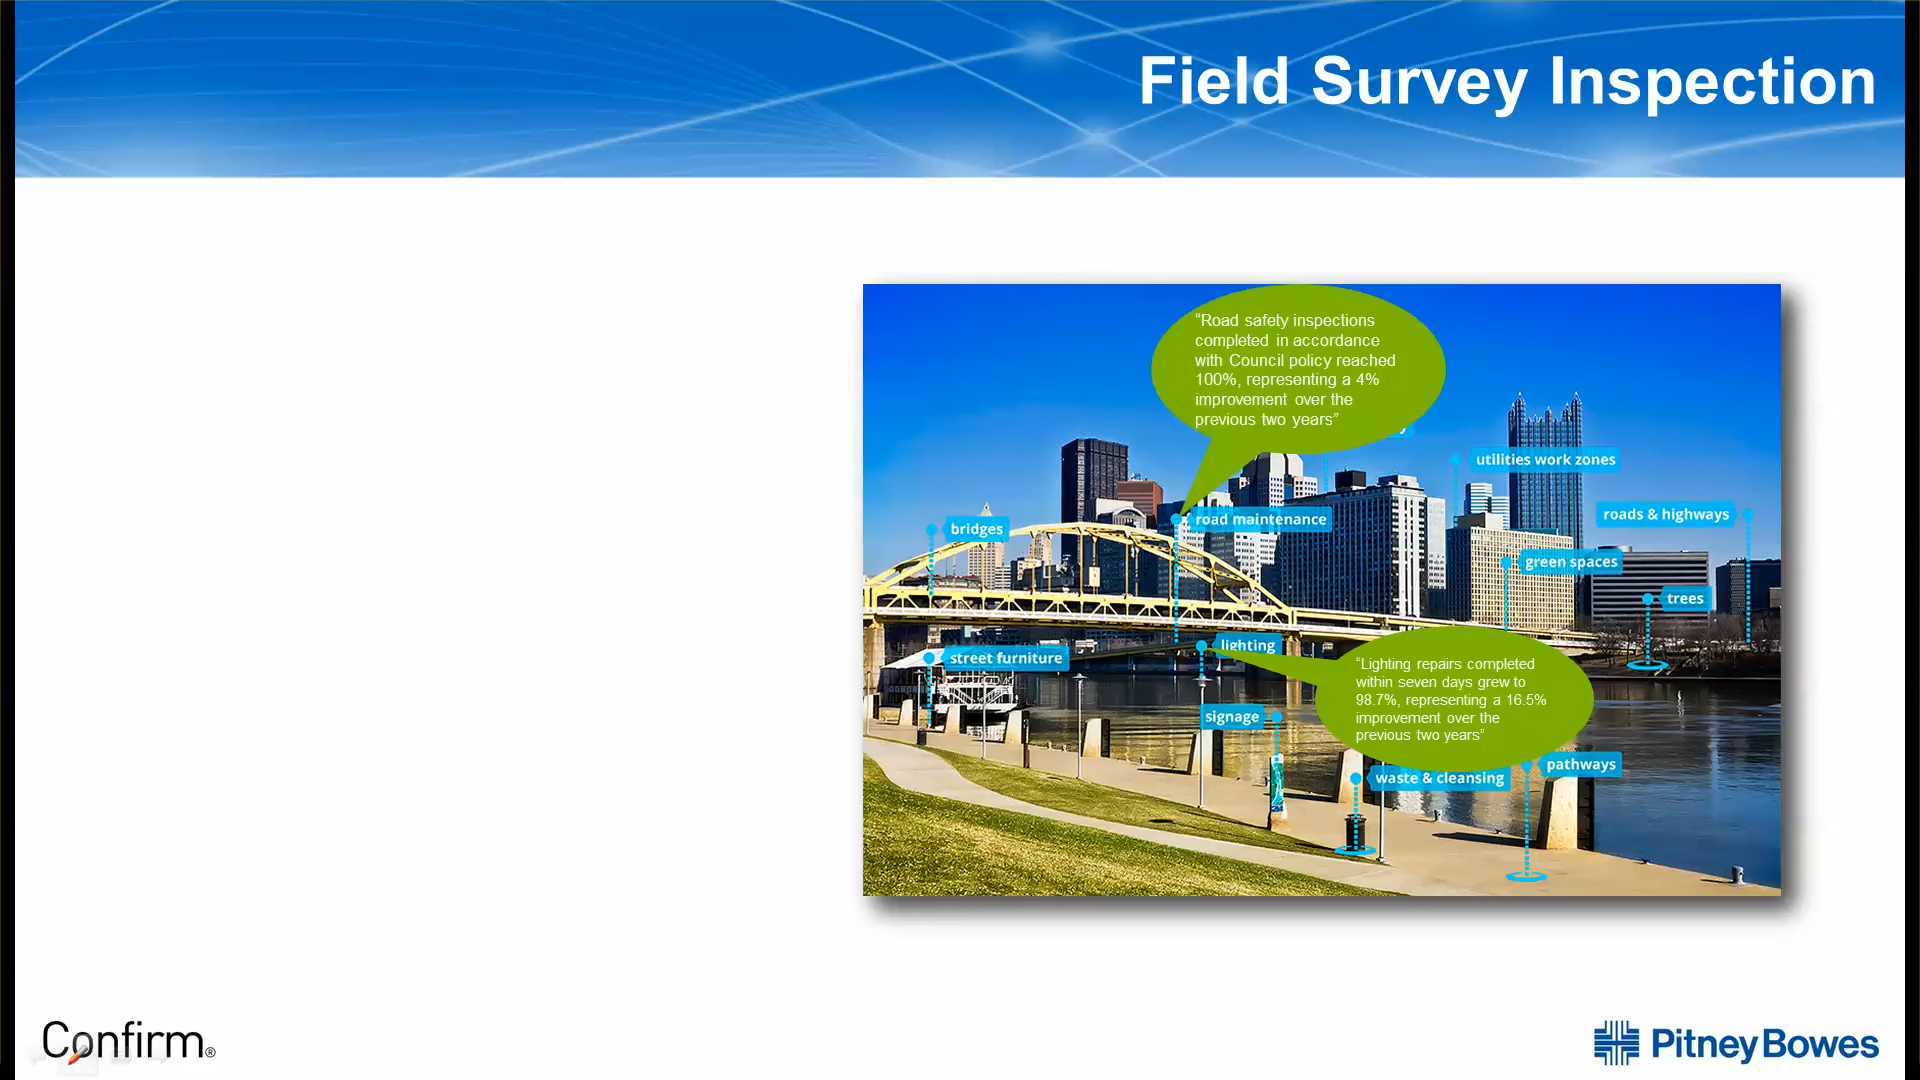 Field Survey Inspection
“Road safety inspections
completed in accordance
with Council policy reached
100%, representing a 4%
improvement over the
previous two years”
utilities work zones
roads & highways
road maintenance
bridges
green spaces
trees
lighting
street furniture
“Lighting repairs completed
within seven days grew to
98.7%, representing a 16.5%
improvement over the
previous two years”
signage
pathways
waste & cleansing
Confirm®
PitneyBowes